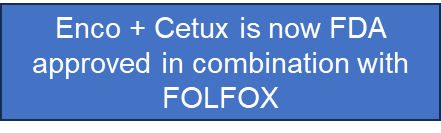 Enco + Cetux is now FDA
approved in combination with
FOLFOX